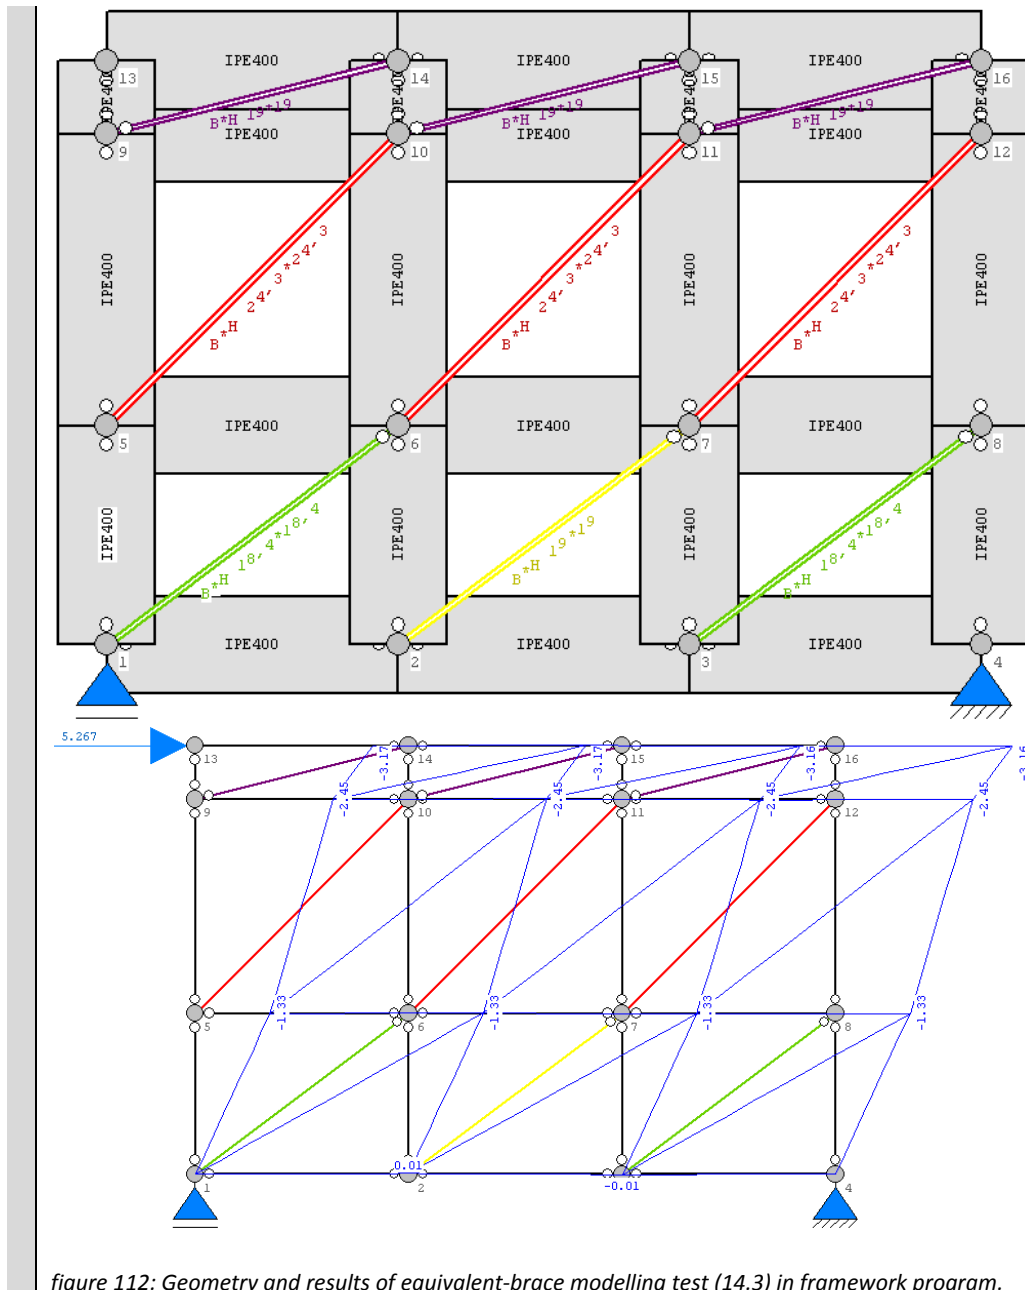 IPE400 IPE400 IPE400
13 14 15 16
B*H 19*19 B*H 19*19 B*H 19*19
IPE400 IPE400 IPE400
9 10 11 12
B*H 24,3*24,3 B*H 24,3*24,3 B*H 24,3*24,3
IPE400 IPE400 IPE400 IPE400
IPE400 IPE400 IPE400
5 6 7 8
B*H 18,4*18,4 B*H 19*19 B*H 18,4*18,4
IPE400 IPE400 IPE400 IPE400
IPE400 IPE400 IPE400
1 2 3 4
5.267
13 14 15 16
-3.17 -3.17 -3.16 -3.16
-2.45 -2.45 -2.45 -2.45
9 10 11 12
5 6 7 8
-1.33 -1.33 -1.33 -1.33
0.01
1 2 4
-0.01
figure 112: Geometry and results of equivalent-brace modelling test (14.3) in framework program.